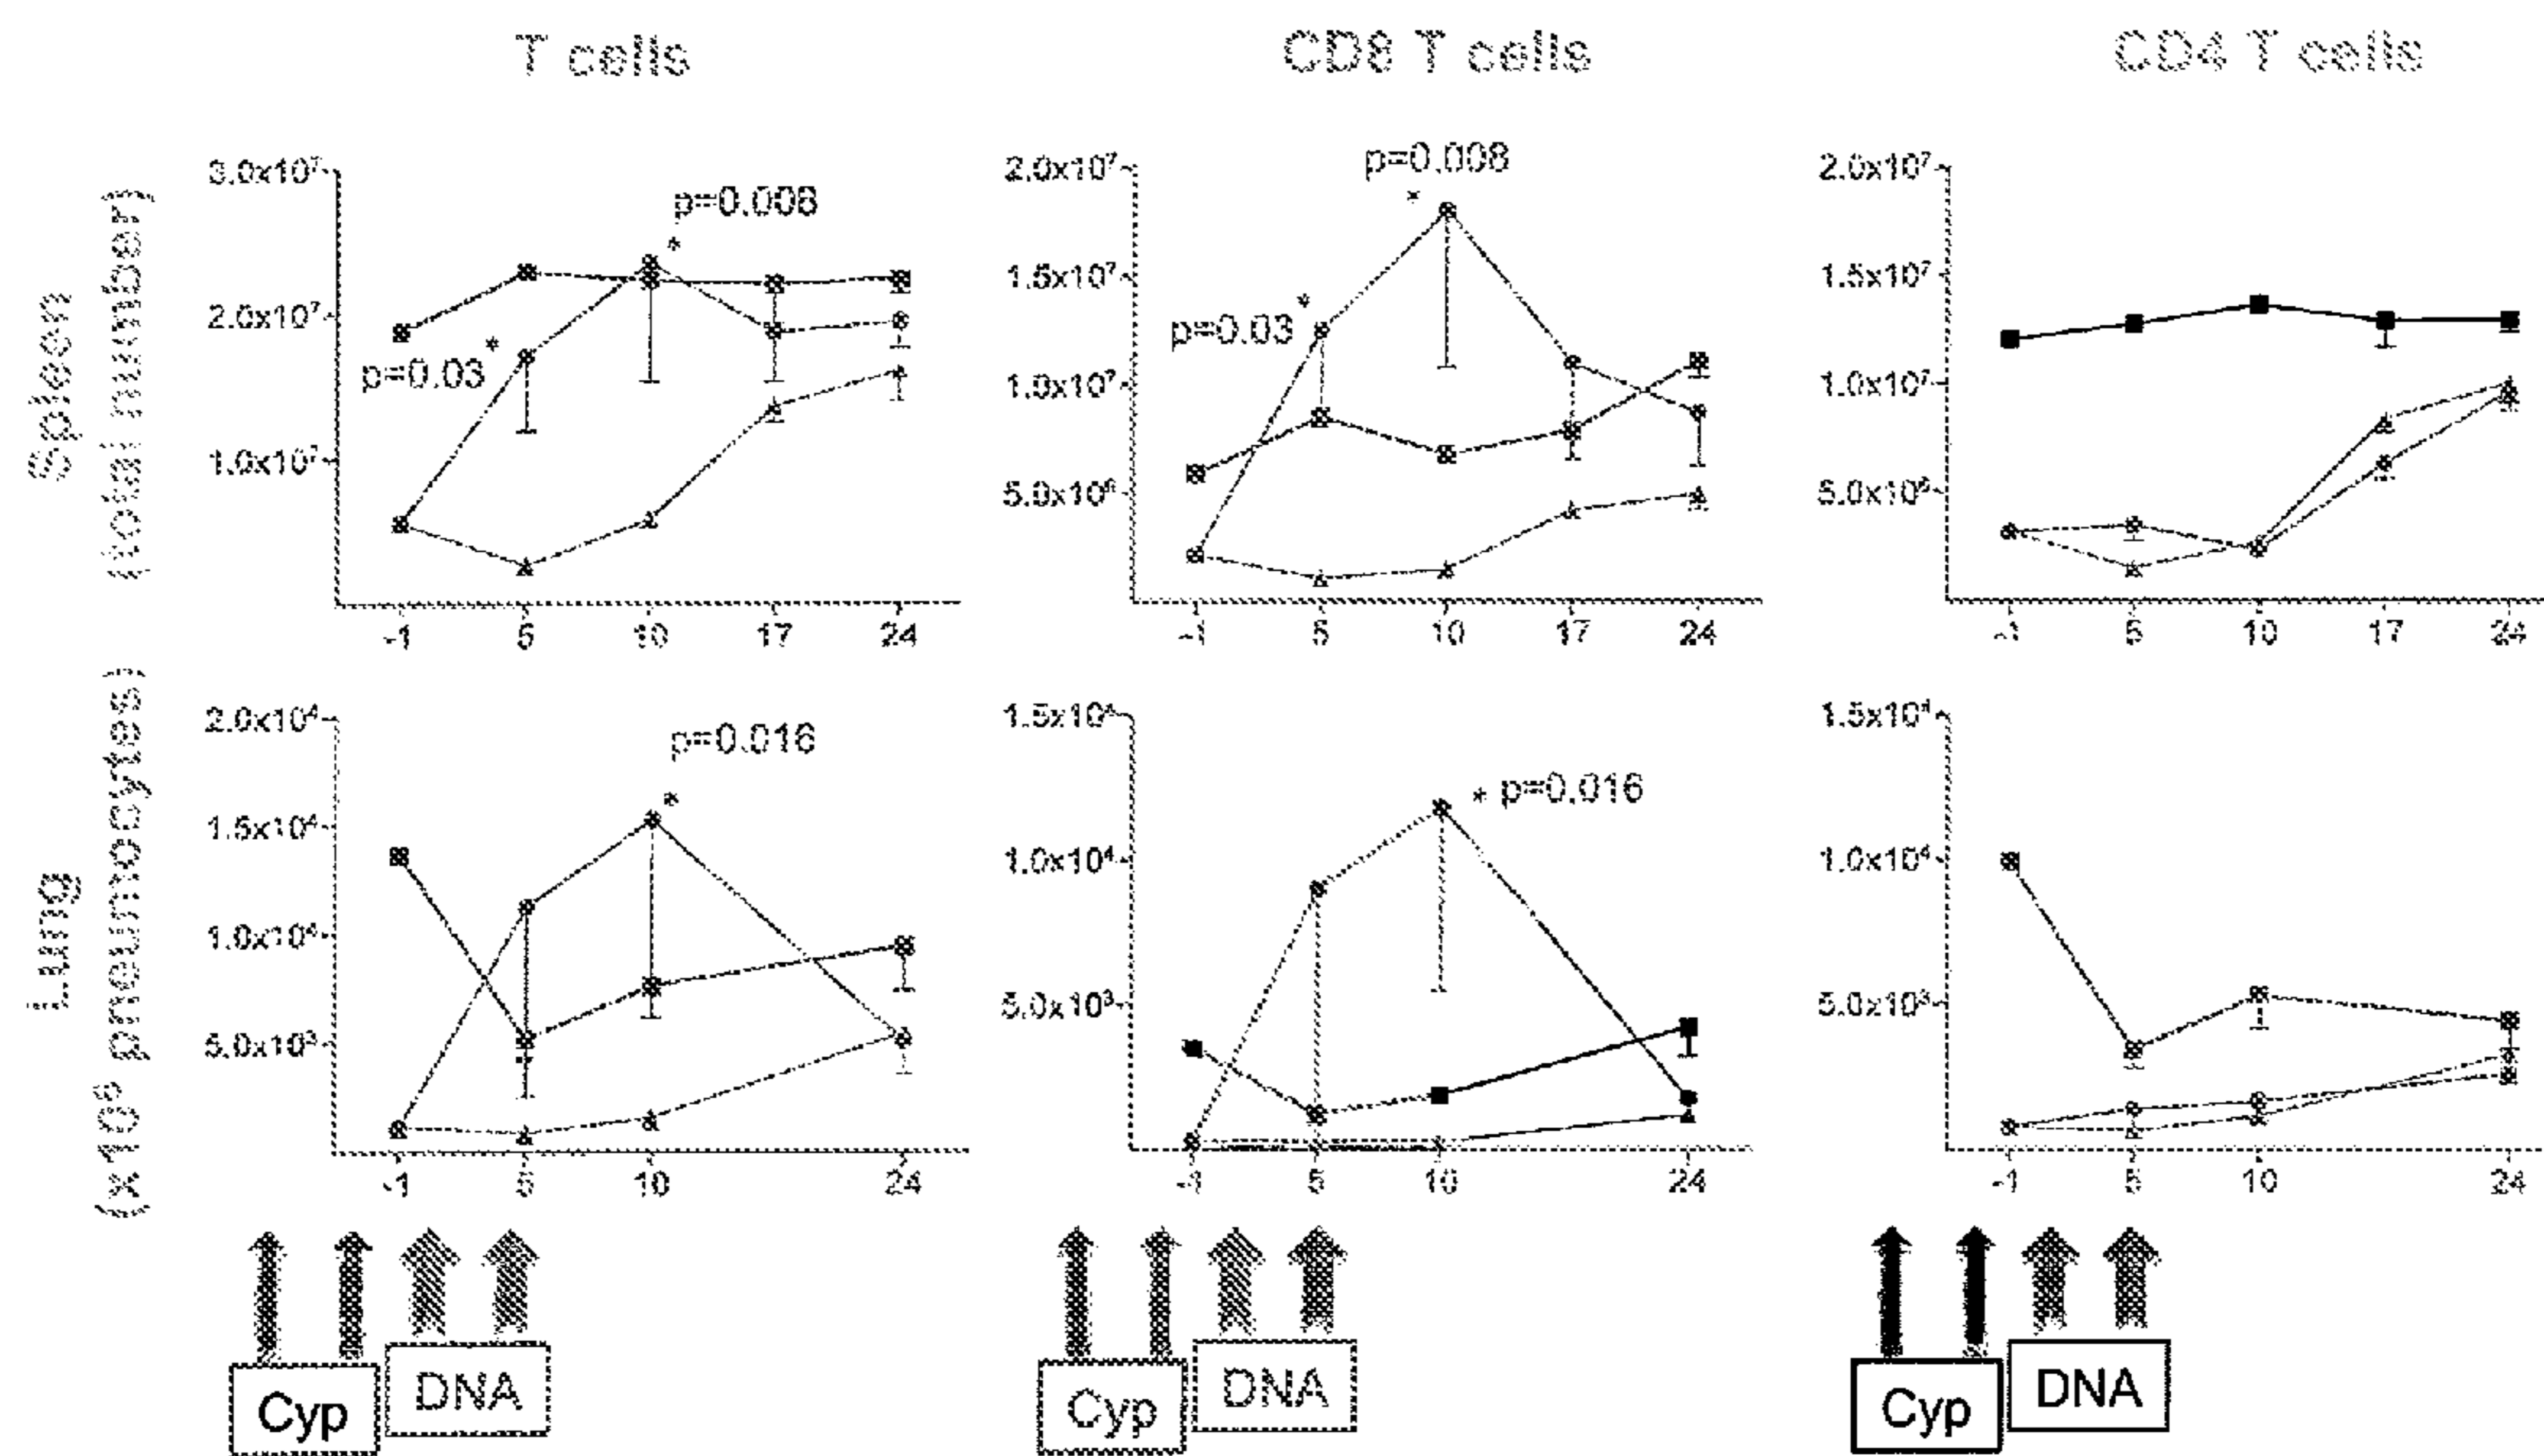 T cells CD8 T cells CD4 T cells
Spleen
(total number)
3.0x10⁷
2.0x10⁷
1.0x10⁷
p=0.03 *
* p=0.008
-1 5 10 17 24
2.0x10⁷
1.5x10⁷
1.0x10⁷
5.0x10⁶
p=0.03 *
p=0.008
*
-1 5 10 17 24
2.0x10⁷
1.5x10⁷
1.0x10⁷
5.0x10⁶
-1 5 10 17 24
Lung
(x10⁵ pneumocytes)
2.0x10⁴
1.5x10⁴
1.0x10⁴
5.0x10³
p=0.016
*
-1 5 10 24
1.5x10⁴
1.0x10⁴
5.0x10³
* p=0.016
-1 5 10 24
1.5x10⁴
1.0x10⁴
5.0x10³
-1 5 10 24
Cyp DNA Cyp DNA Cyp DNA